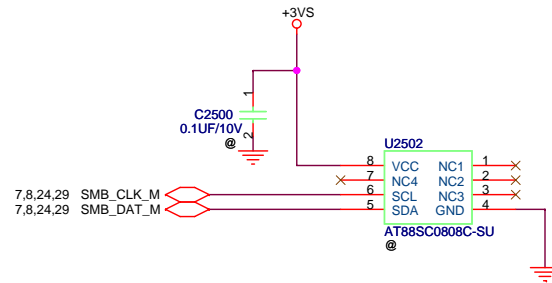 +3VS
1
C2500
0.1UF/10V
2
@
U2502
8 VCC NC1 1
7 NC4 NC2 2
7,8,24,29 SMB_CLK_M 6 SCL NC3 3
7,8,24,29 SMB_DAT_M 5 SDA GND 4
AT88SC0808C-SU
@